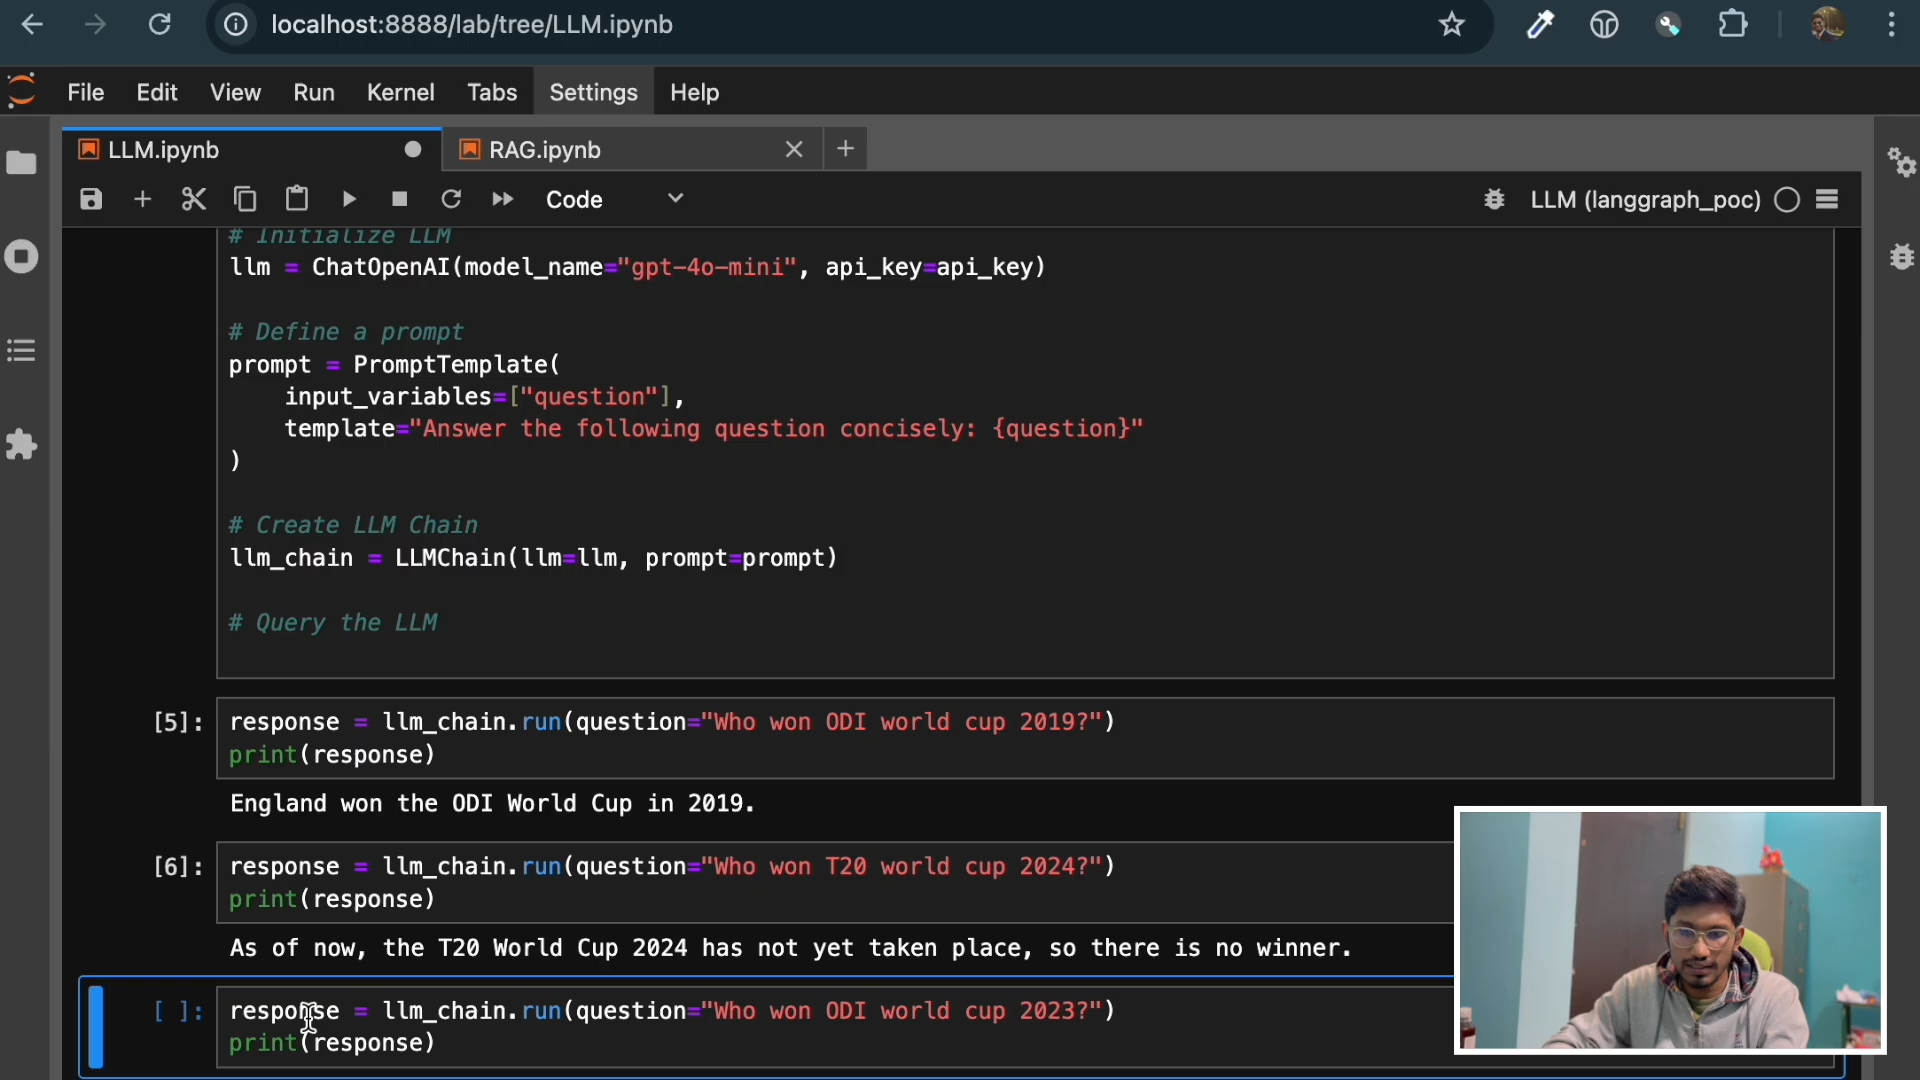 localhost:8888/lab/tree/LLM.ipynb
File Edit View Run Kernel Tabs Settings Help
LLM.ipynb RAG.ipynb
Code LLM (langgraph_poc)
# Initialize LLM
llm = ChatOpenAI(model_name="gpt-4o-mini", api_key=api_key)
# Define a prompt
prompt = PromptTemplate(
input_variables=["question"],
template="Answer the following question concisely: {question}"
)
# Create LLM Chain
llm_chain = LLMChain(llm=llm, prompt=prompt)
# Query the LLM
[5]: response = llm_chain.run(question="Who won ODI world cup 2019?")
print(response)
England won the ODI World Cup in 2019.
[6]: response = llm_chain.run(question="Who won T20 world cup 2024?")
print(response)
As of now, the T20 World Cup 2024 has not yet taken place, so there is no winner.
[ ]: response = llm_chain.run(question="Who won ODI world cup 2023?")
print(response)